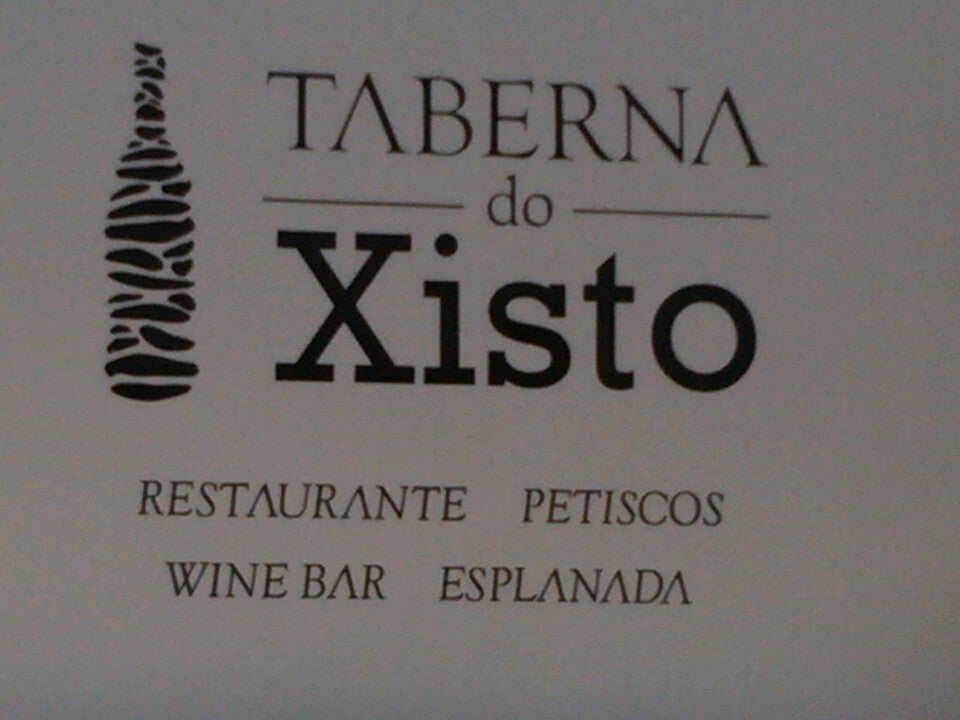 TABERNA
do
Xisto
RESTAURANTE PETISCOS
WINE BAR ESPLANADA